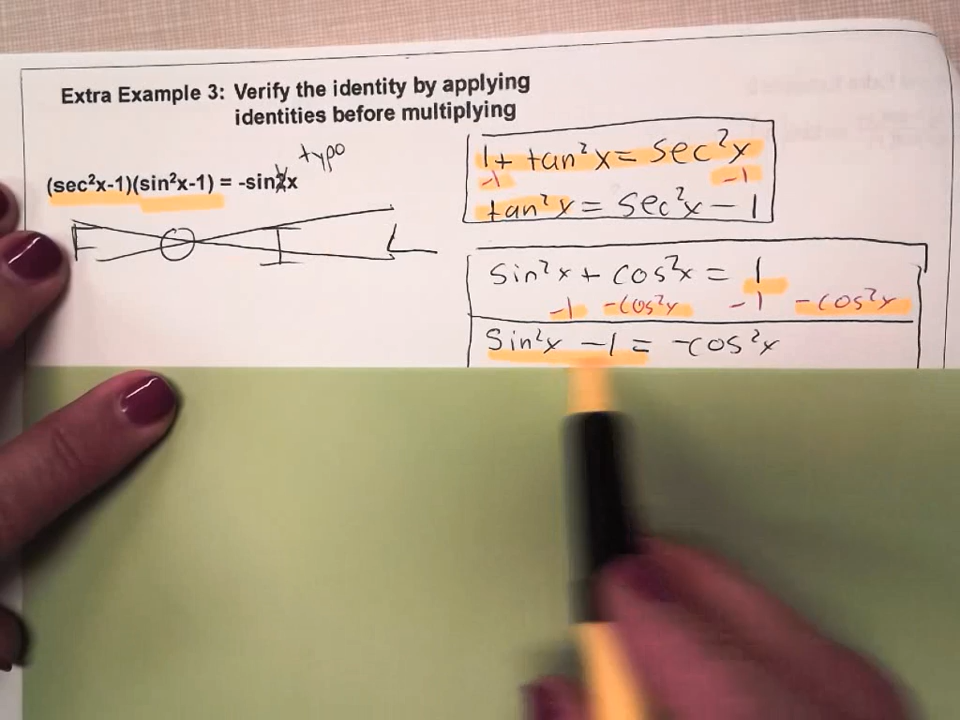 Extra Example 3: Verify the identity by applying
identities before multiplying
typo
(sec²x-1)(sin²x-1) = -sin²x
F O I L
1 + tan²x = sec²x
-1 -1
tan²x = sec²x - 1
sin²x + cos²x = 1
-1 -cos²x -1 -cos²x
sin²x - 1 = -cos²x